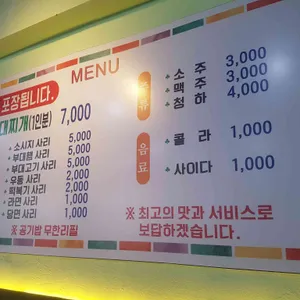 MENU
포장됩니다.
대찌개(1인분) 7,000
소시지 사리 5,000
부대햄 사리 5,000
부대고기 사리 5,000
우동 사리 2,000
떡볶이 사리 2,000
라면 사리 1,000
당면 사리 1,000
※ 공기밥 무한리필
주류
소주 3,000
맥주 3,000
청하 4,000
음료
콜라 1,000
사이다 1,000
※ 최고의 맛과 서비스로
보답하겠습니다.